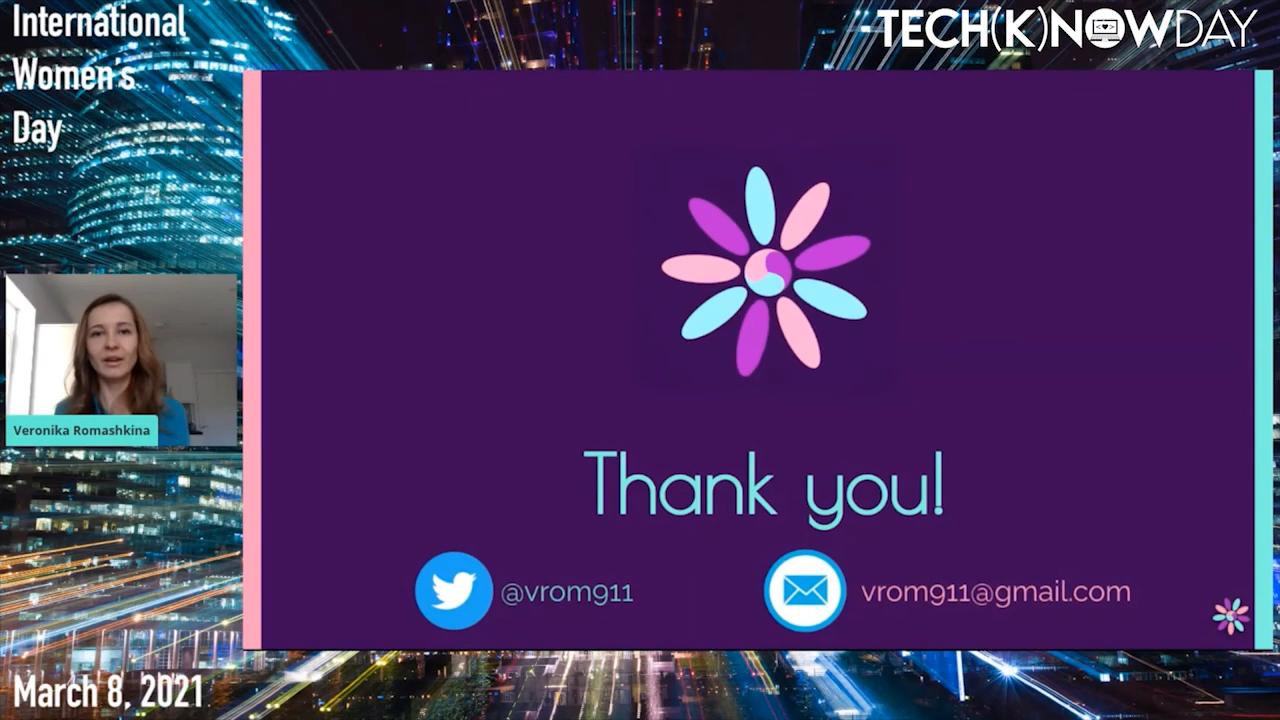 International
Women's
Day
TECH(K)NOWDAY
Veronika Romashkina
Thank you!
@vrom911
vrom911@gmail.com
March 8, 2021